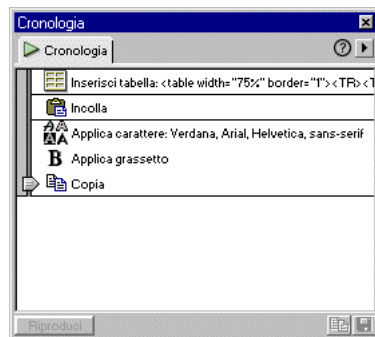 Cronologia
Cronologia
Inserisci tabella: <table width="75%" border="1"><TR><T
Incolla
Applica carattere: Verdana, Arial, Helvetica, sans-serif
B Applica grassetto
Copia
Riproduci